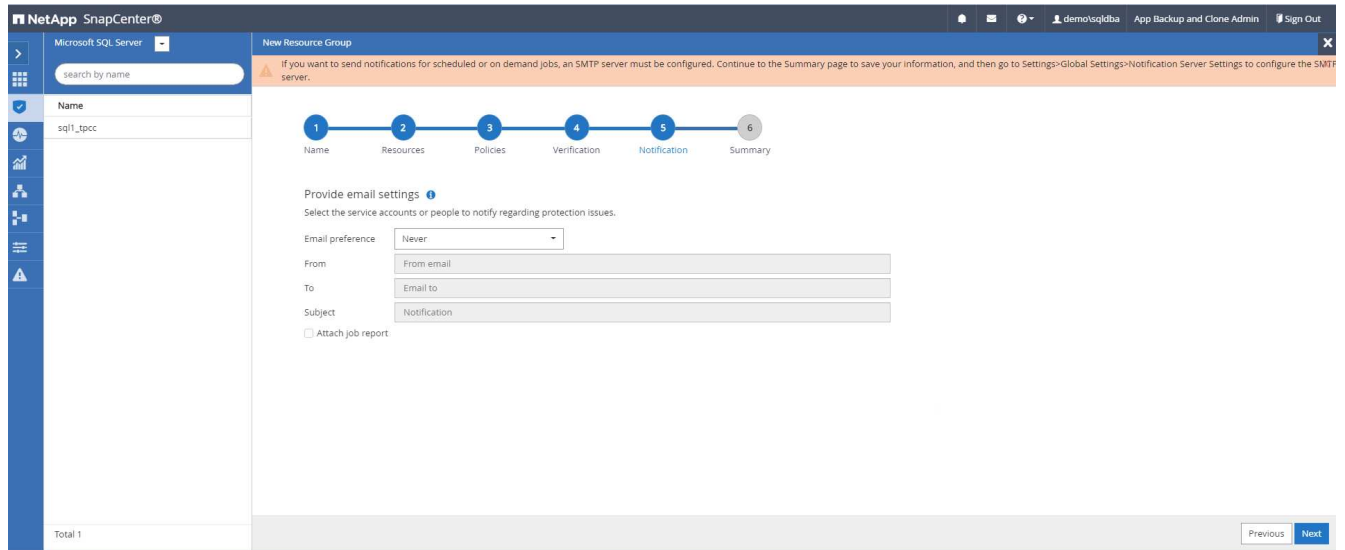 NetApp SnapCenter®
demo\sqldba App Backup and Clone Admin Sign Out
Microsoft SQL Server
New Resource Group
search by name
If you want to send notifications for scheduled or on demand jobs, an SMTP server must be configured. Continue to the Summary page to save your information, and then go to Settings>Global Settings>Notification Server Settings to configure the SMTP
server.
Name
sql1_tpcc
1 2 3 4 5 6
Name Resources Policies Verification Notification Summary
Provide email settings
Select the service accounts or people to notify regarding protection issues.
Email preference Never
From From email
To Email to
Subject Notification
Attach job report
Total 1
Previous Next